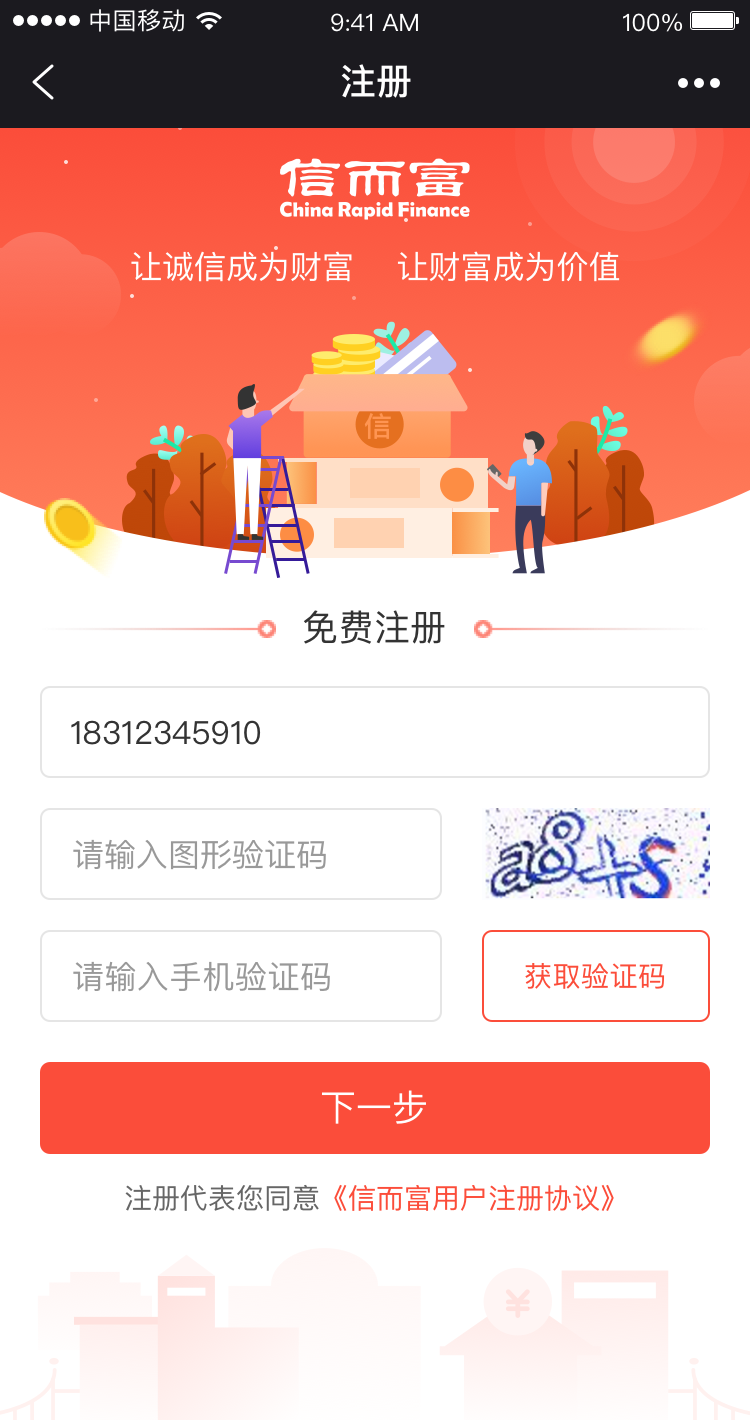 中国移动 9:41 AM 100%
注册
信而富
China Rapid Finance
让诚信成为财富 让财富成为价值
信
免费注册
18312345910
请输入图形验证码
请输入手机验证码 获取验证码
下一步
注册代表您同意《信而富用户注册协议》
¥